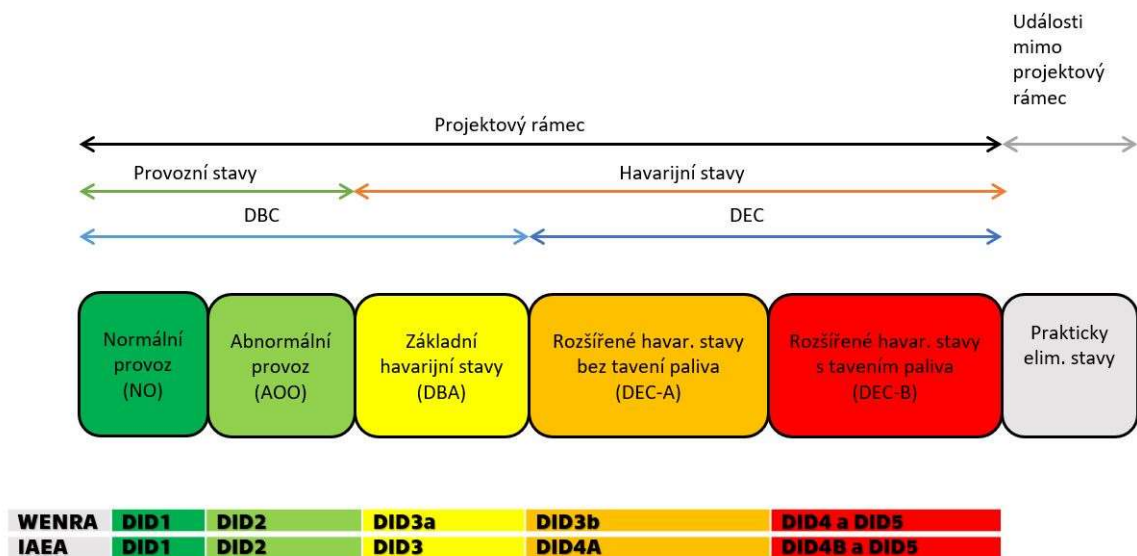 Události
mimo
projektový
rámec
Projektový rámec
Provozní stavy
Havarijní stavy
DBC
DEC
Normální
provoz
(NO)
Abnormální
provoz
(AOO)
Základní
havarijní stavy
(DBA)
Rozšířené havar. stavy
bez tavení paliva
(DEC-A)
Rozšířené havar. stavy
s tavením paliva
(DEC-B)
Prakticky
elim. stavy
WENRA DID1 DID2 DID3a DID3b DID4 a DID5
IAEA DID1 DID2 DID3 DID4A DID4B a DID5